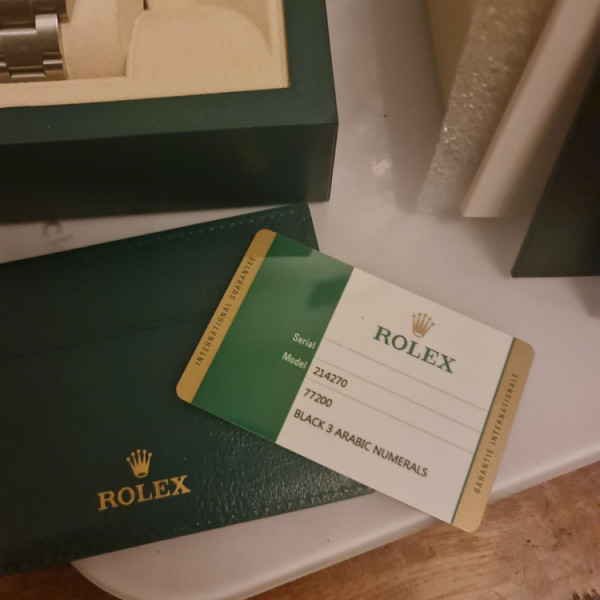 INTERNATIONAL GUARANTEE
ROLEX
Serial
Model
214270
77200
BLACK 3 ARABIC NUMERALS
GARANTIE INTERNATIONALE
ROLEX